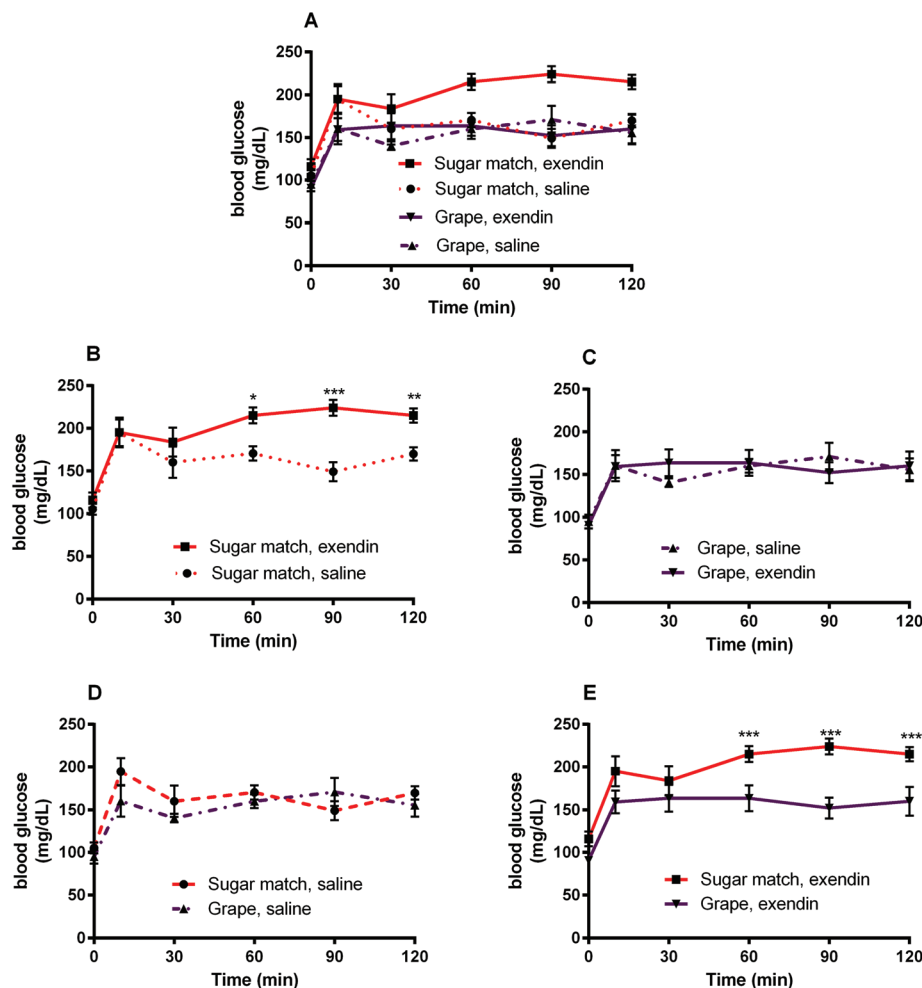 A
250
200
150
100
50
0
blood glucose
(mg/dL)
Sugar match, exendin
Sugar match, saline
Grape, exendin
Grape, saline
0 30 60 90 120
Time (min)
B
250
200
150
100
50
0
blood glucose
(mg/dL)
* *** **
Sugar match, exendin
Sugar match, saline
0 30 60 90 120
Time (min)
C
250
200
150
100
50
0
blood glucose
(mg/dL)
Grape, saline
Grape, exendin
0 30 60 90 120
Time (min)
D
250
200
150
100
50
0
blood glucose
(mg/dL)
Sugar match, saline
Grape, saline
0 30 60 90 120
Time (min)
E
250
200
150
100
50
0
blood glucose
(mg/dL)
*** *** ***
Sugar match, exendin
Grape, exendin
0 30 60 90 120
Time (min)